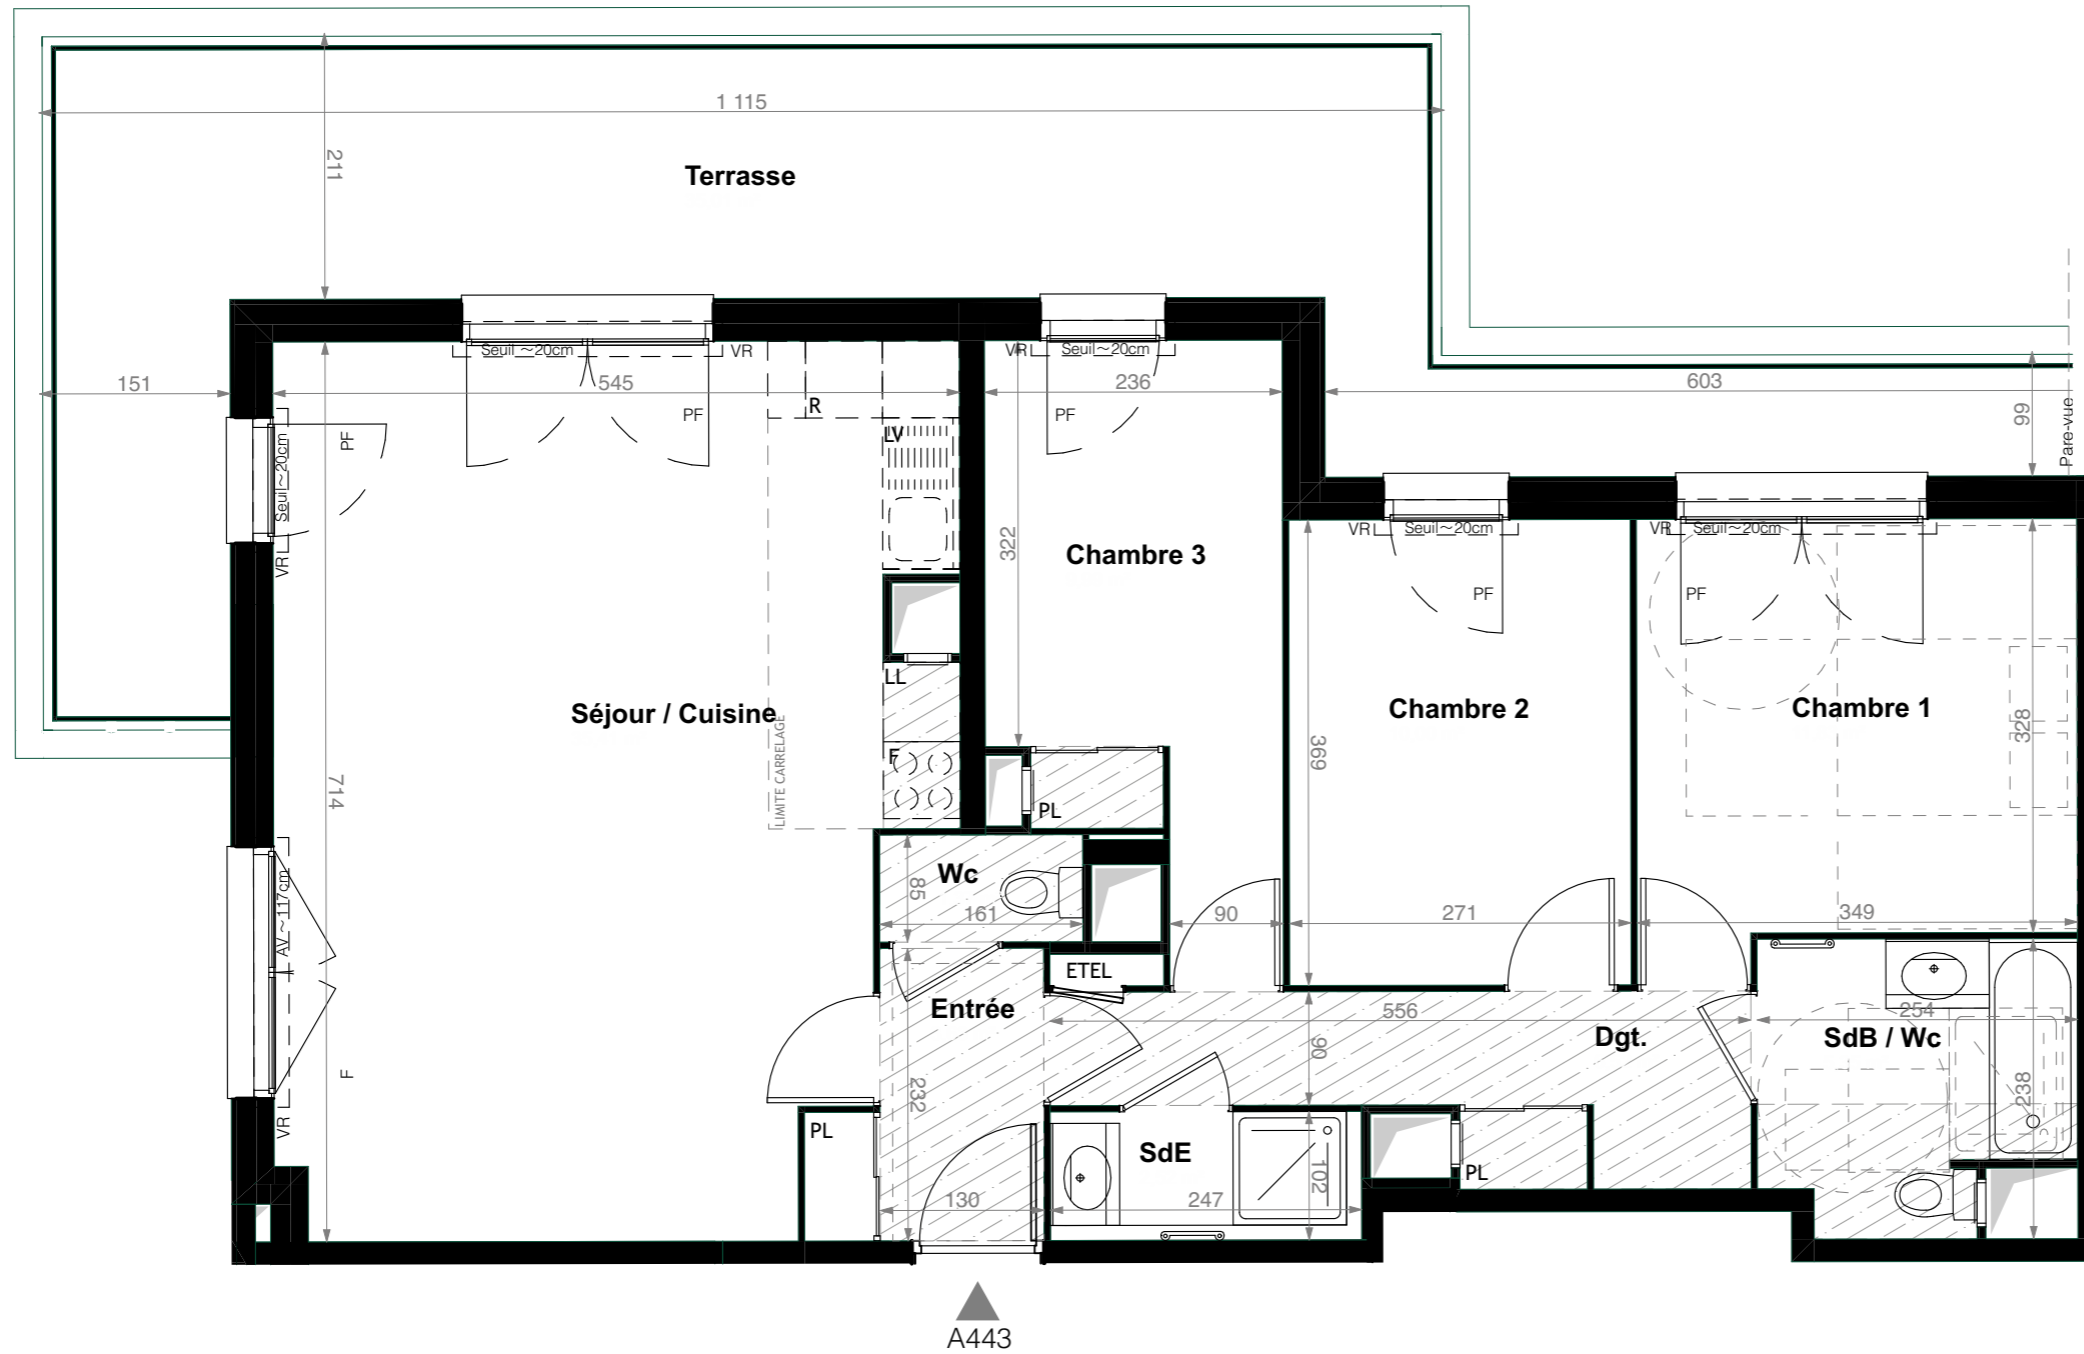 1 115
211
Terrasse
151
545
236
603
99
Pare-vue
Seuil~20cm
VR
VR
Seuil~20cm
PF
PF
PF
R
LV
PF
Seuil~20cm
VR
VR
Seuil~20cm
VR
Seuil~20cm
PF
PF
322
Chambre 3
Séjour / Cuisine
LIMITE CARRELAGE
714
LL
F
Chambre 2
369
Chambre 1
328
PL
Wc
85
161
90
271
349
AV ~117cm
F
VR
ETEL
Entrée
556
Dgt.
254
SdB / Wc
90
232
238
PL
SdE
102
PL
130
247
A443